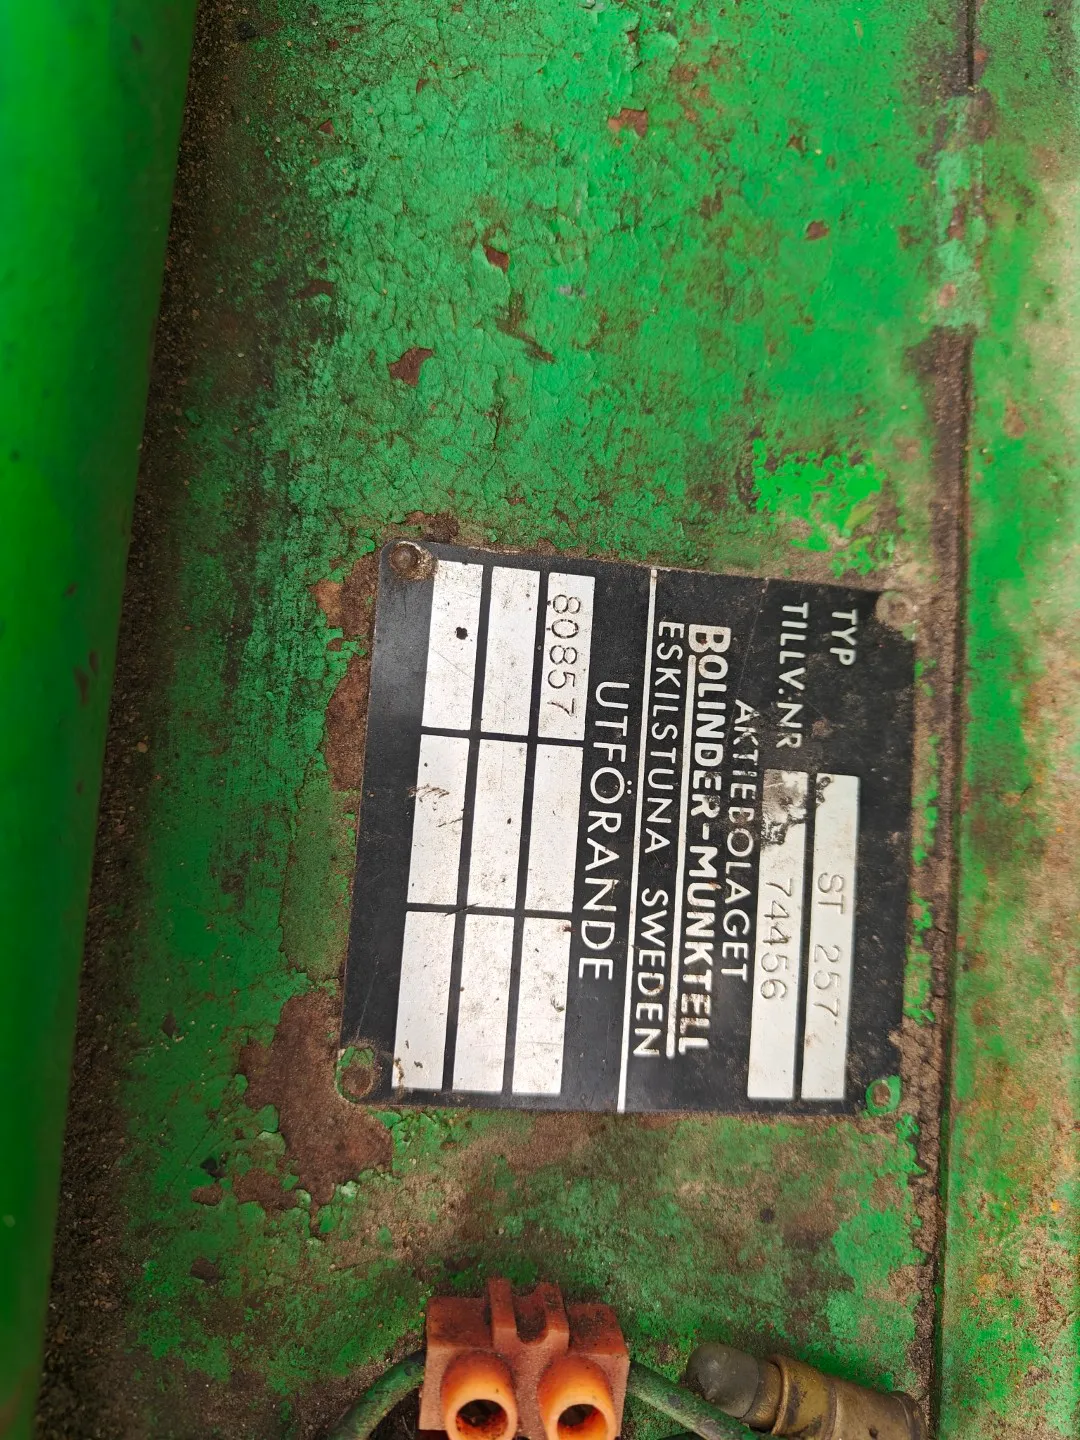 TYP ST 257
TILLV.NR 74456
AKTIEBOLAGET
BOLINDER-MUNKTELL
ESKILSTUNA SWEDEN
UTFÖRANDE
80857